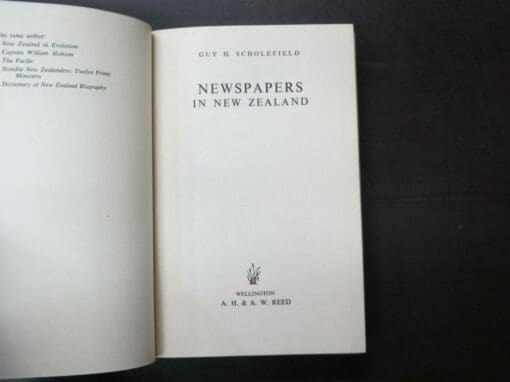 the same author:
New Zealand in Evolution
Captain William Hobson
The Pacific
Notable New Zealanders: Twelve Prime
Ministers
Dictionary of New Zealand Biography
GUY H. SCHOLEFIELD
NEWSPAPERS
IN NEW ZEALAND
WELLINGTON
A. H. & A. W. REED